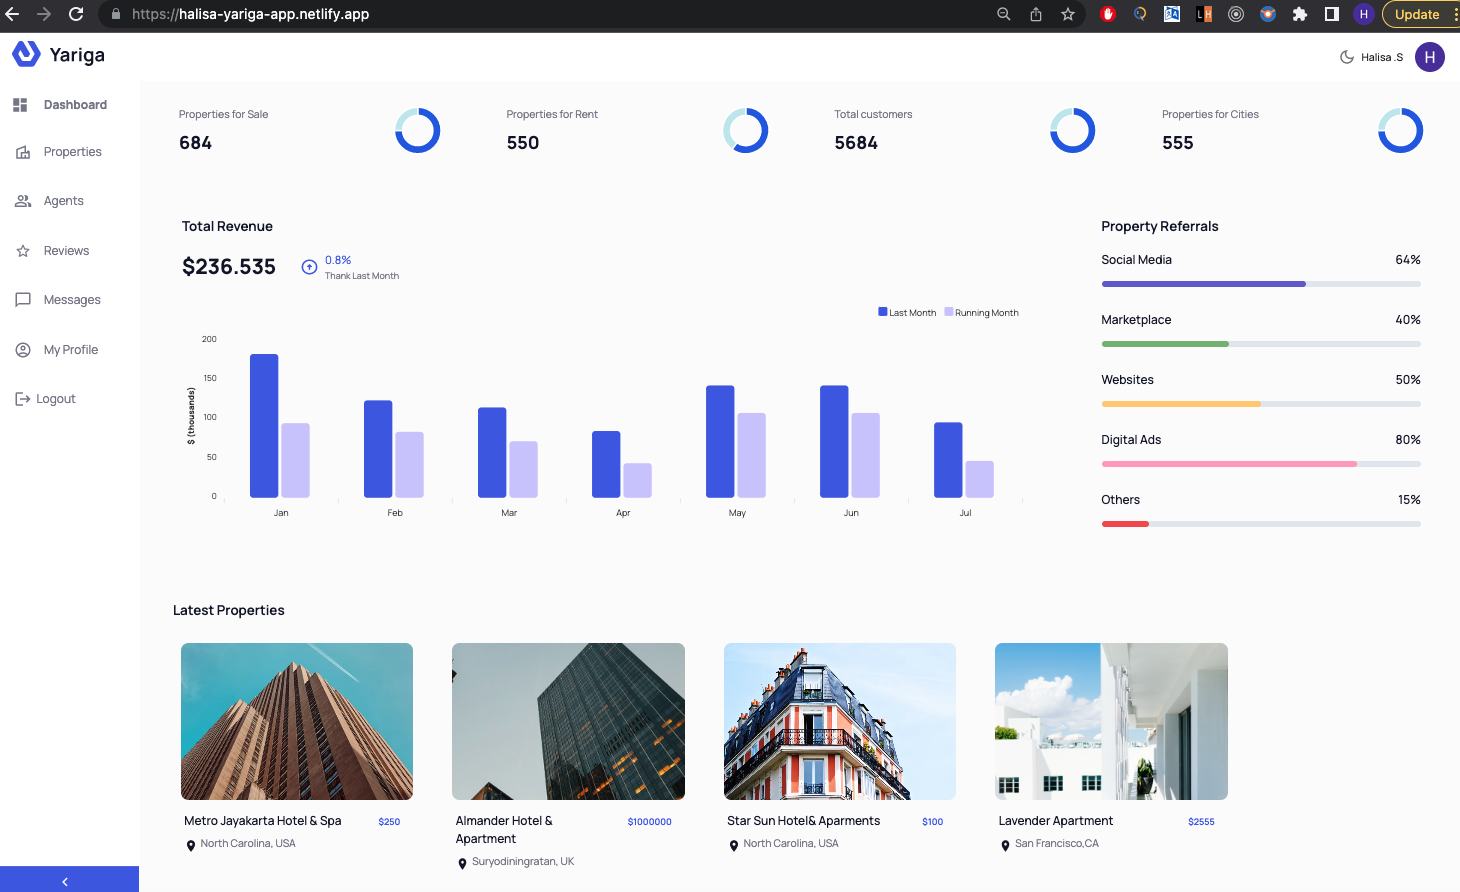 https://halisa-yariga-app.netlify.app
H
Update
Yariga
Halisa .S
H
Dashboard
Properties
Agents
Reviews
Messages
My Profile
Logout
Properties for Sale
684
Properties for Rent
550
Total customers
5684
Properties for Cities
555
Total Revenue
$236.535
0.8%
Thank Last Month
Last Month
Running Month
$ (thousands)
200
150
100
50
0
Jan
Feb
Mar
Apr
May
Jun
Jul
Property Referrals
Social Media
64%
Marketplace
40%
Websites
50%
Digital Ads
80%
Others
15%
Latest Properties
Metro Jayakarta Hotel & Spa
$250
North Carolina, USA
Almander Hotel &
Apartment
$1000000
Suryodiningratan, UK
Star Sun Hotel& Aparments
$100
North Carolina, USA
Lavender Apartment
$2555
San Francisco,CA